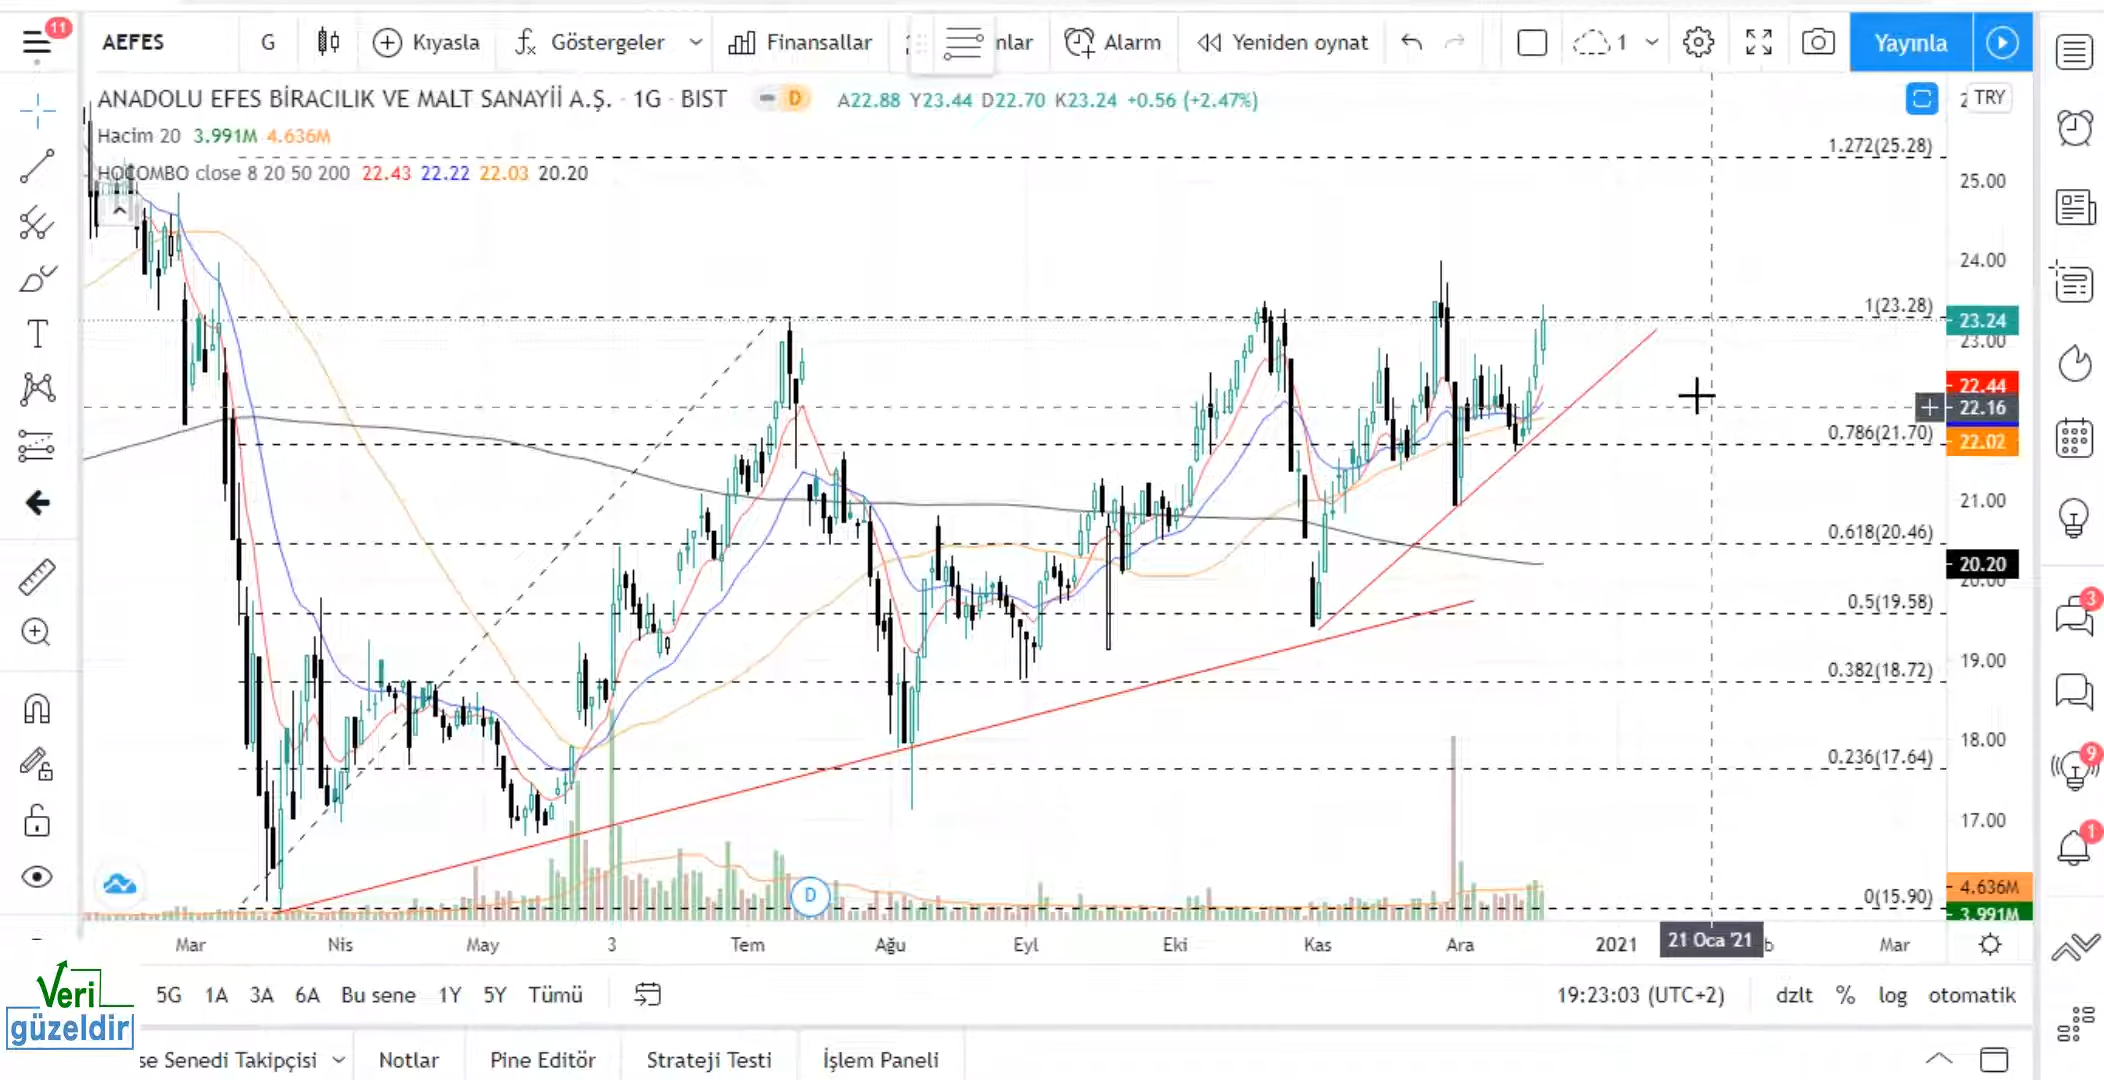 11
AEFES G Kıyasla Göstergeler Finansallar nlar Alarm Yeniden oynat 1 Yayınla
ANADOLU EFES BİRACILIK VE MALT SANAYİİ A.Ş. · 1G · BIST D A22.88 Y23.44 D22.70 K23.24 +0.56 (+2.47%)
TRY
Hacim 20 3.991M 4.636M
HOCOMBO close 8 20 50 200 22.43 22.22 22.03 20.20
1.272(25.28)
25.00
24.00
1(23.28)
23.24
23.00
22.44
22.16
0.786(21.70)
22.02
21.00
0.618(20.46)
20.20
20.00
0.5(19.58)
19.00
0.382(18.72)
18.00
0.236(17.64)
17.00
0(15.90)
4.636M
3.991M
D
3
9
1
Mar Nis May 3 Tem Ağu Eyl Eki Kas Ara 2021 21 Oca '21 b Mar
Veri
güzeldir
5G 1A 3A 6A Bu sene 1Y 5Y Tümü 19:23:03 (UTC+2) dzlt % log otomatik
se Senedi Takipçisi Notlar Pine Editör Strateji Testi İşlem Paneli